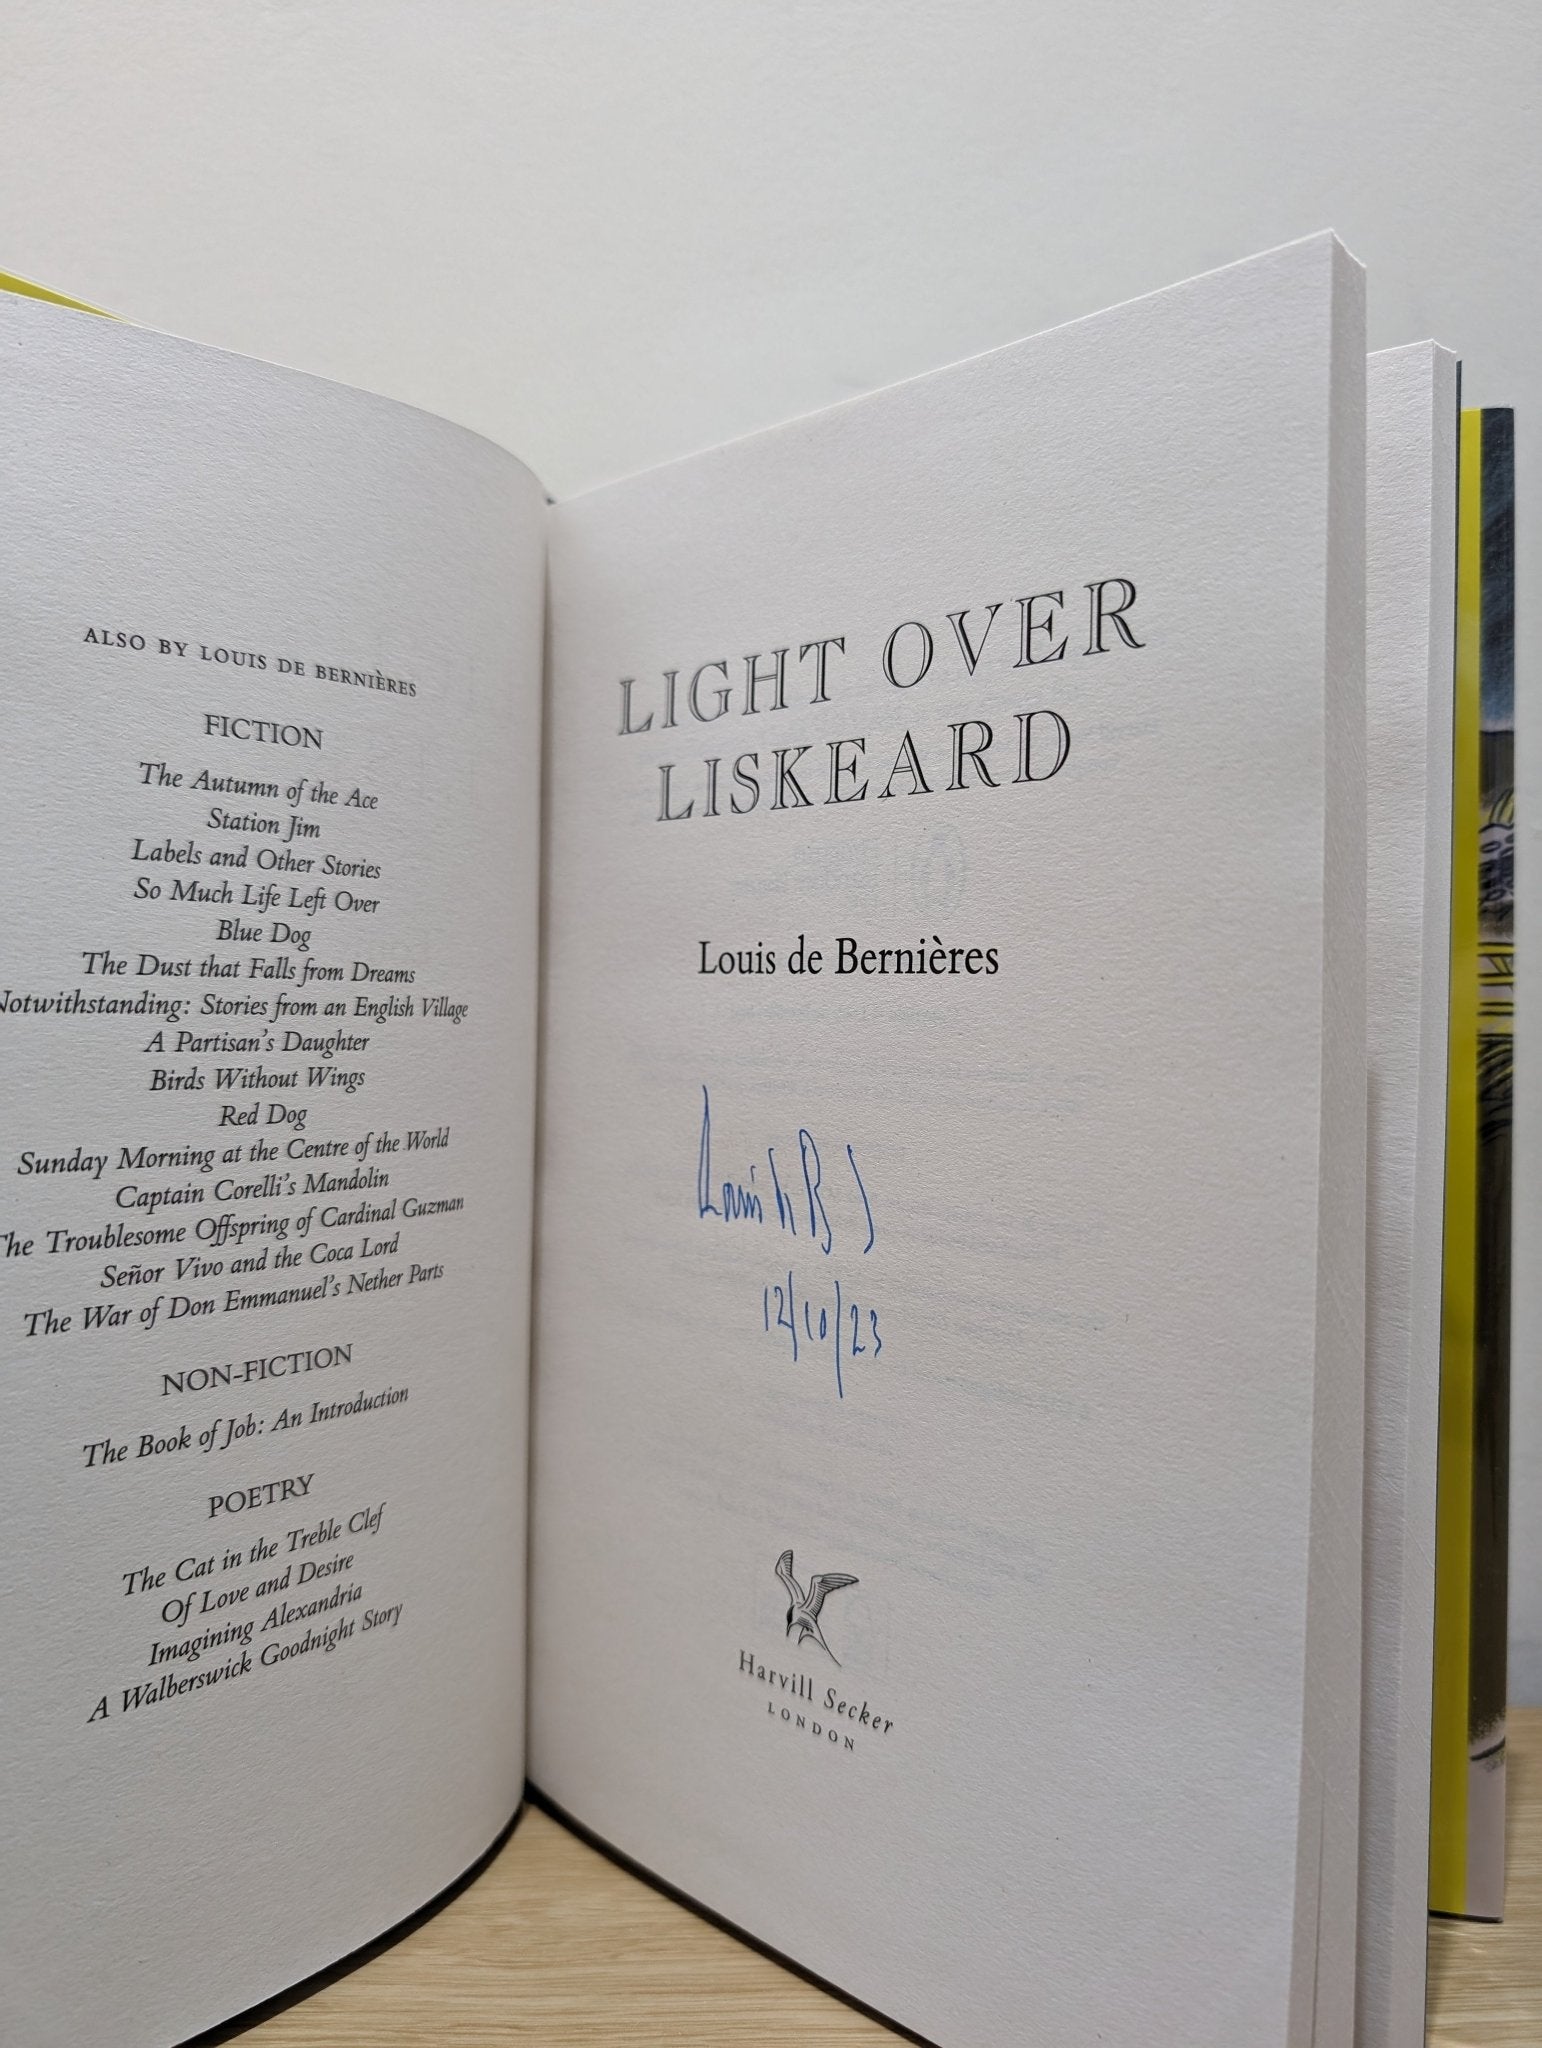 ALSO BY LOUIS DE BERNIÈRES
FICTION
The Autumn of the Ace
Station Jim
Labels and Other Stories
So Much Life Left Over
Blue Dog
The Dust that Falls from Dreams
Notwithstanding: Stories from an English Village
A Partisan's Daughter
Birds Without Wings
Red Dog
Sunday Morning at the Centre of the World
Captain Corelli's Mandolin
The Troublesome Offspring of Cardinal Guzman
Señor Vivo and the Coca Lord
The War of Don Emmanuel's Nether Parts
NON-FICTION
The Book of Job: An Introduction
POETRY
The Cat in the Treble Clef
Of Love and Desire
Imagining Alexandria
A Walberswick Goodnight Story
LIGHT OVER
LISKEARD
Louis de Bernières
Louis de B
12/10/23
Harvill Secker
LONDON